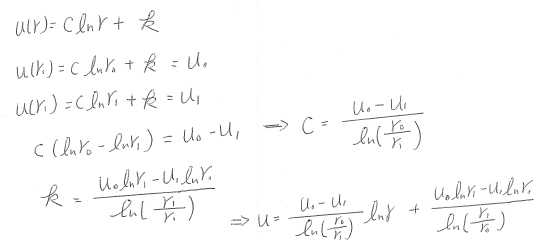 u(r) = C ln r + k
u(r₀) = C ln r₀ + k = u₀
u(r₁) = C ln r₁ + k = u₁
C (ln r₀ - ln r₁) = u₀ - u₁ → C = (u₀ - u₁) / ln(r₀/r₁)
k = (u₀ ln r₁ - u₁ ln r₀) / ln(r₁/r₀)
⇒ u = (u₀ - u₁) / ln(r₀/r₁) ln r + (u₀ ln r₁ - u₁ ln r₀) / ln(r₁/r₀)